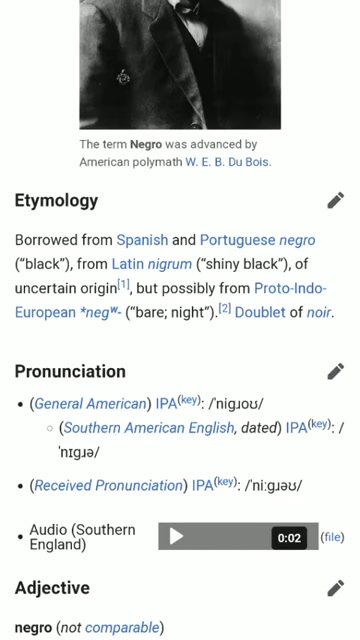 The term Negro was advanced by
American polymath W. E. B. Du Bois.
Etymology
Borrowed from Spanish and Portuguese negro
(“black”), from Latin nigrum (“shiny black”), of
uncertain origin[1], but possibly from Proto-Indo-
European *negʷ- (“bare; night”).[2] Doublet of noir.
Pronunciation
• (General American) IPA(key): /ˈniɡɹoʊ/
◦ (Southern American English, dated) IPA(key): /
ˈnɪɡɹə/
• (Received Pronunciation) IPA(key): /ˈniːɡɹəʊ/
• Audio (Southern
England)
0:02
(file)
Adjective
negro (not comparable)